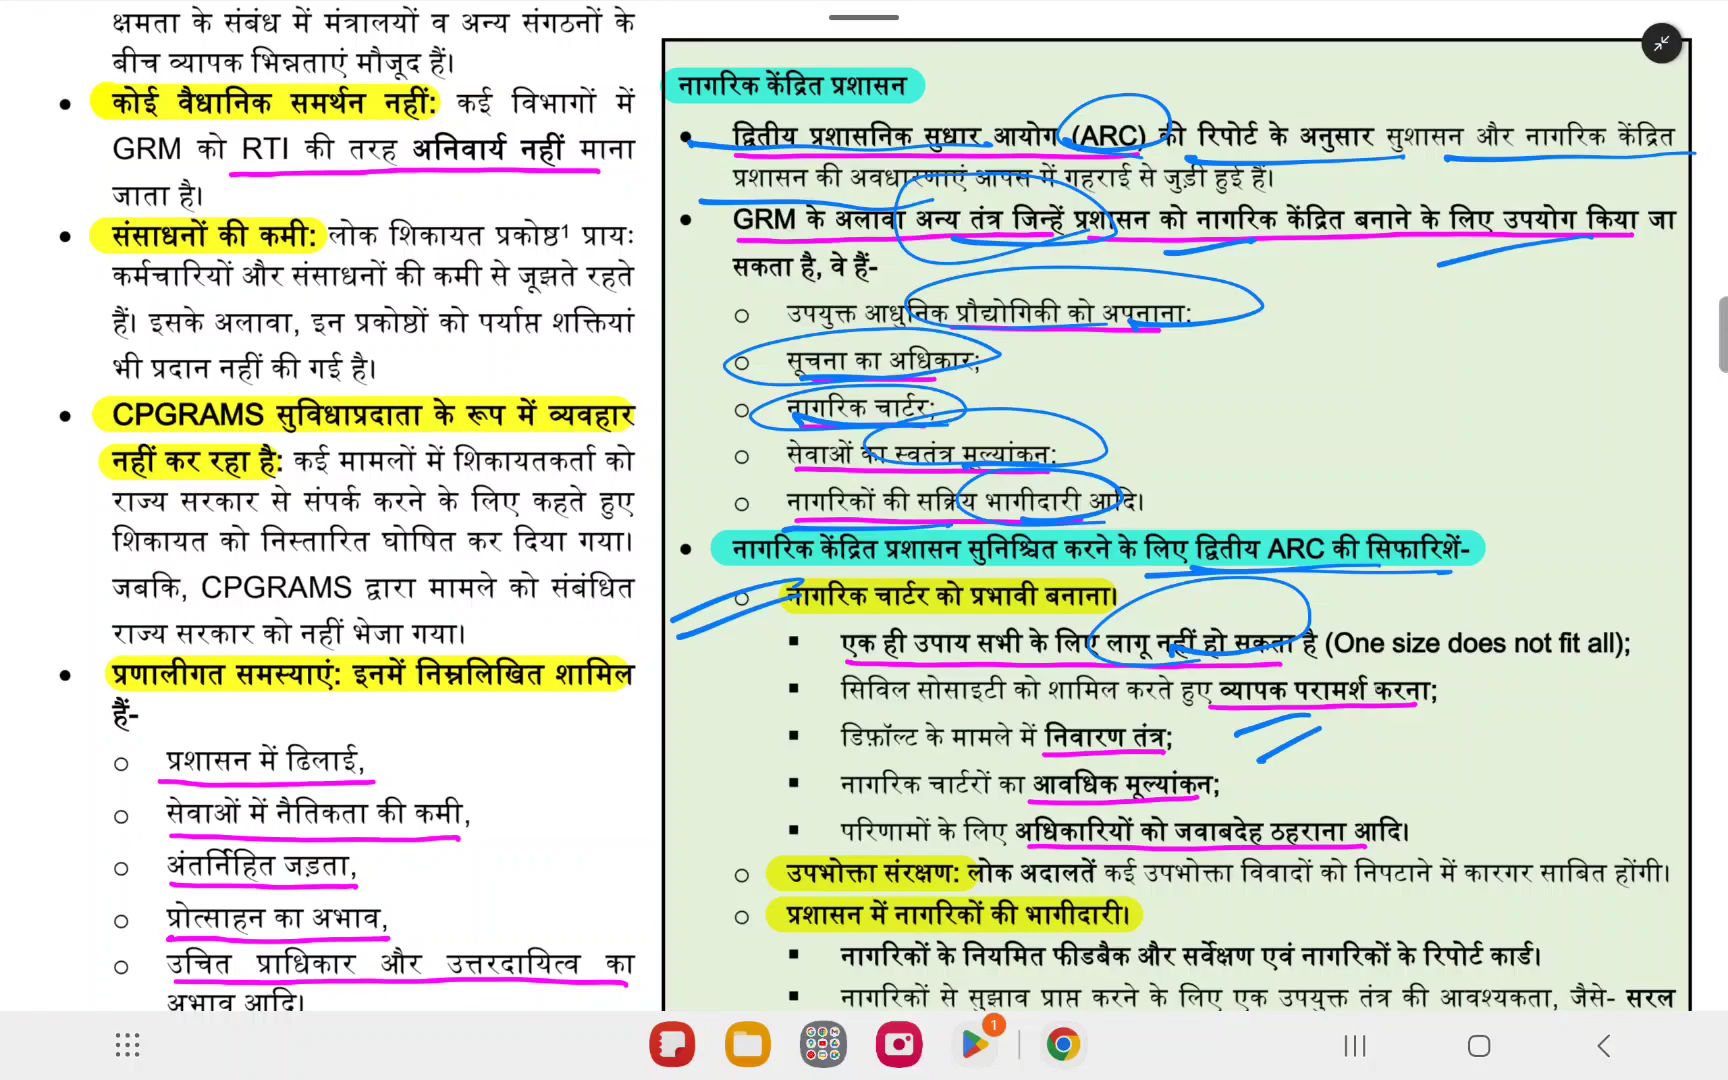 क्षमता के संबंध में मंत्रालयों व अन्य संगठनों के
बीच व्यापक भिन्नताएं मौजूद हैं।
• कोई वैधानिक समर्थन नहीं: कई विभागों में
GRM को RTI की तरह अनिवार्य नहीं माना
जाता है।
• संसाधनों की कमी: लोक शिकायत प्रकोष्ठ¹ प्रायः
कर्मचारियों और संसाधनों की कमी से जूझते रहते
हैं। इसके अलावा, इन प्रकोष्ठों को पर्याप्त शक्तियां
भी प्रदान नहीं की गई है।
• CPGRAMS सुविधाप्रदाता के रूप में व्यवहार
नहीं कर रहा है: कई मामलों में शिकायतकर्ता को
राज्य सरकार से संपर्क करने के लिए कहते हुए
शिकायत को निस्तारित घोषित कर दिया गया।
जबकि, CPGRAMS द्वारा मामले को संबंधित
राज्य सरकार को नहीं भेजा गया।
• प्रणालीगत समस्याएं: इनमें निम्नलिखित शामिल
हैं-
o प्रशासन में ढिलाई,
o सेवाओं में नैतिकता की कमी,
o अंतर्निहित जड़ता,
o प्रोत्साहन का अभाव,
o उचित प्राधिकार और उत्तरदायित्व का
अभाव आदि।
नागरिक केंद्रित प्रशासन
• द्वितीय प्रशासनिक सुधार आयोग (ARC) की रिपोर्ट के अनुसार सुशासन और नागरिक केंद्रित
प्रशासन की अवधारणाएं आपस में गहराई से जुड़ी हुई हैं।
• GRM के अलावा अन्य तंत्र जिन्हें प्रशासन को नागरिक केंद्रित बनाने के लिए उपयोग किया जा
सकता है, वे हैं-
o उपयुक्त आधुनिक प्रौद्योगिकी को अपनाना;
o सूचना का अधिकार;
o नागरिक चार्टर;
o सेवाओं का स्वतंत्र मूल्यांकन;
o नागरिकों की सक्रिय भागीदारी आदि।
• नागरिक केंद्रित प्रशासन सुनिश्चित करने के लिए द्वितीय ARC की सिफारिशें-
o नागरिक चार्टर को प्रभावी बनाना।
▪ एक ही उपाय सभी के लिए लागू नहीं हो सकता है (One size does not fit all);
▪ सिविल सोसाइटी को शामिल करते हुए व्यापक परामर्श करना;
▪ डिफ़ॉल्ट के मामले में निवारण तंत्र;
▪ नागरिक चार्टरों का आवधिक मूल्यांकन;
▪ परिणामों के लिए अधिकारियों को जवाबदेह ठहराना आदि।
o उपभोक्ता संरक्षण: लोक अदालतें कई उपभोक्ता विवादों को निपटाने में कारगर साबित होंगी।
o प्रशासन में नागरिकों की भागीदारी।
▪ नागरिकों के नियमित फीडबैक और सर्वेक्षण एवं नागरिकों के रिपोर्ट कार्ड।
▪ नागरिकों से सुझाव प्राप्त करने के लिए एक उपयुक्त तंत्र की आवश्यकता, जैसे- सरल
1